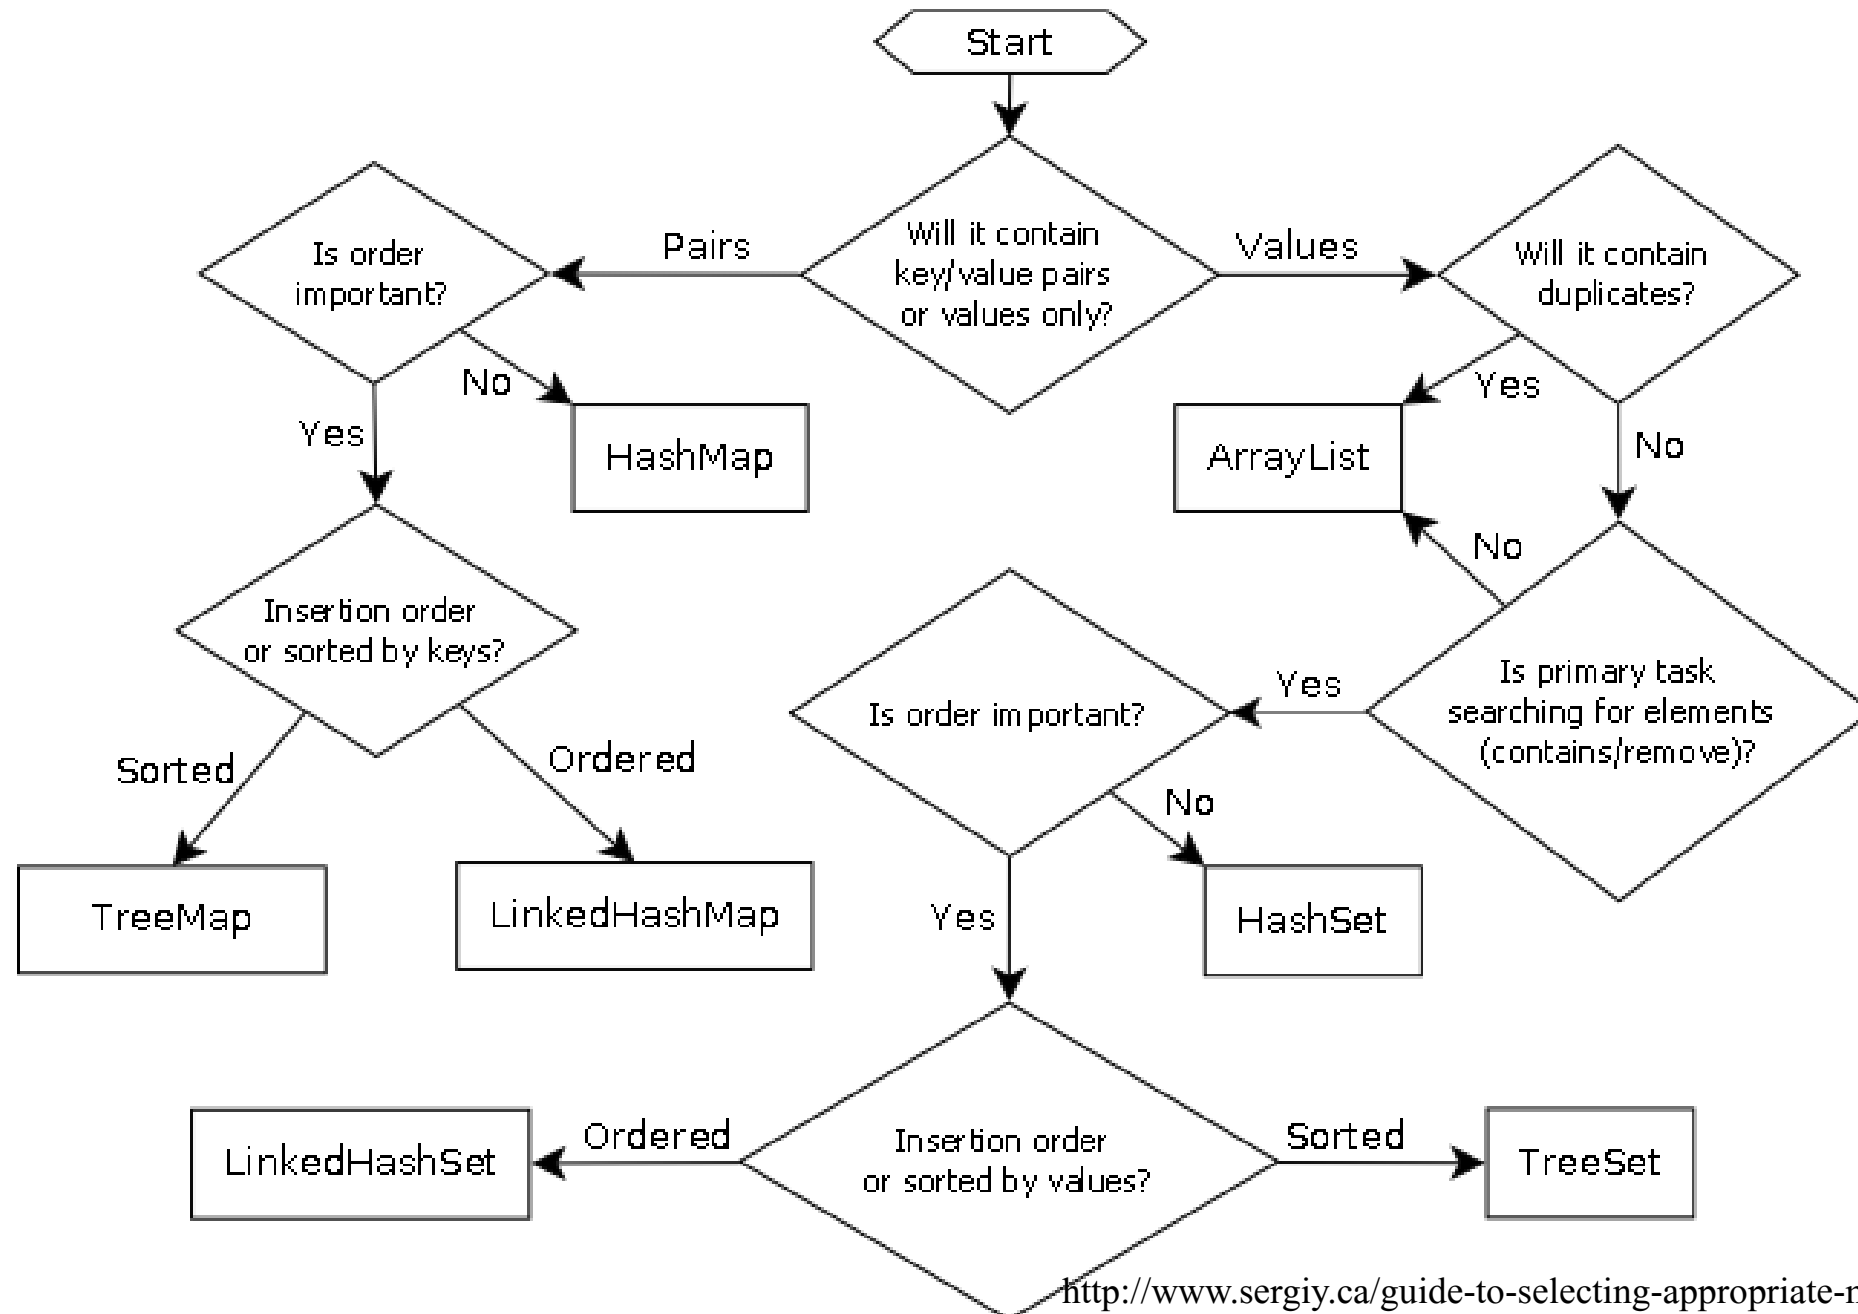 Start
Will it contain
key/value pairs
or values only?
Pairs
Values
Is order
important?
Will it contain
duplicates?
No
Yes
HashMap
Yes
ArrayList
No
No
Insertion order
or sorted by keys?
Is primary task
searching for elements
(contains/remove)?
Yes
Is order important?
Sorted
Ordered
No
TreeMap
LinkedHashMap
Yes
HashSet
Insertion order
or sorted by values?
Ordered
Sorted
LinkedHashSet
TreeSet
http://www.sergiy.ca/guide-to-selecting-appropriate-